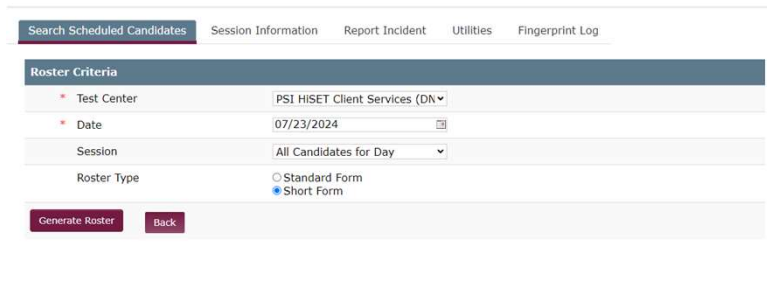 Search Scheduled Candidates Session Information Report Incident Utilities Fingerprint Log
Roster Criteria
* Test Center PSI HiSET Client Services (DN
* Date 07/23/2024
Session All Candidates for Day
Roster Type Standard Form
Short Form
Generate Roster Back